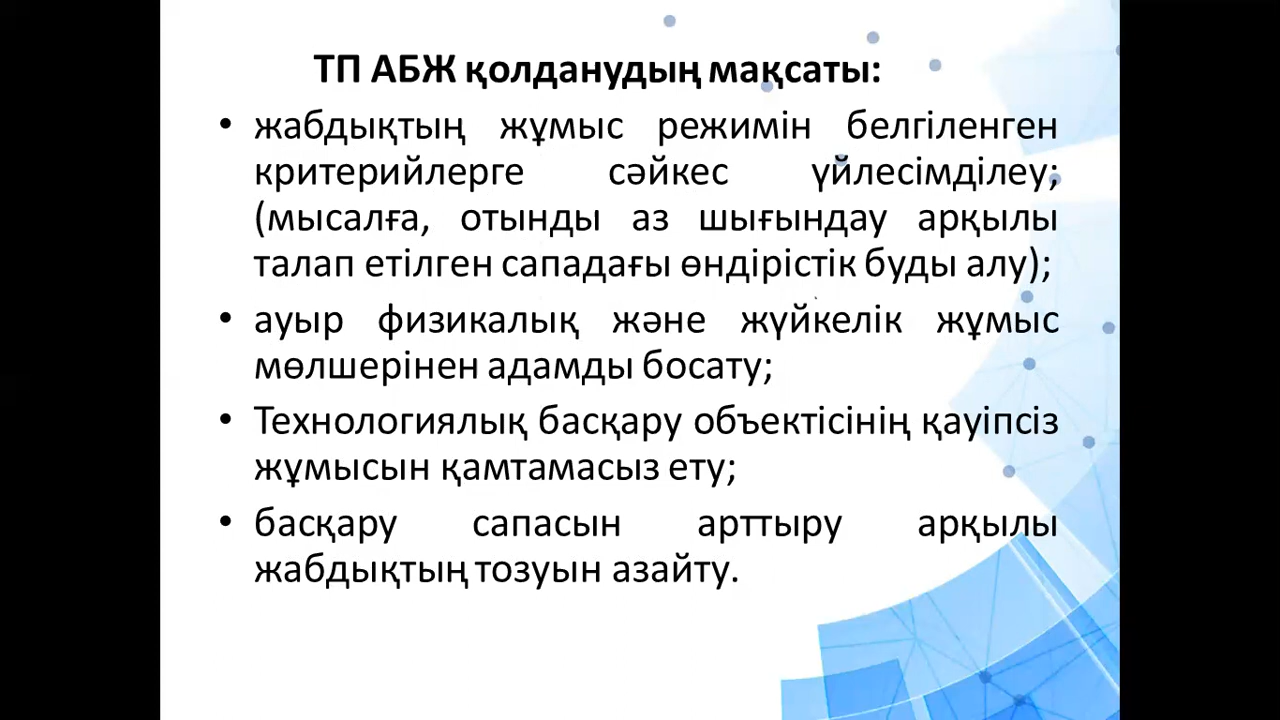 ТП АБЖ қолданудың мақсаты:
• жабдықтың жұмыс режимін белгіленген
критерийлерге сәйкес үйлесімділеу;
(мысалға, отынды аз шығындау арқылы
талап етілген сападағы өндірістік буды алу);
• ауыр физикалық және жүйкелік жұмыс
мөлшерінен адамды босату;
• Технологиялық басқару объектісінің қауіпсіз
жұмысын қамтамасыз ету;
• басқару сапасын арттыру арқылы
жабдықтың тозуын азайту.